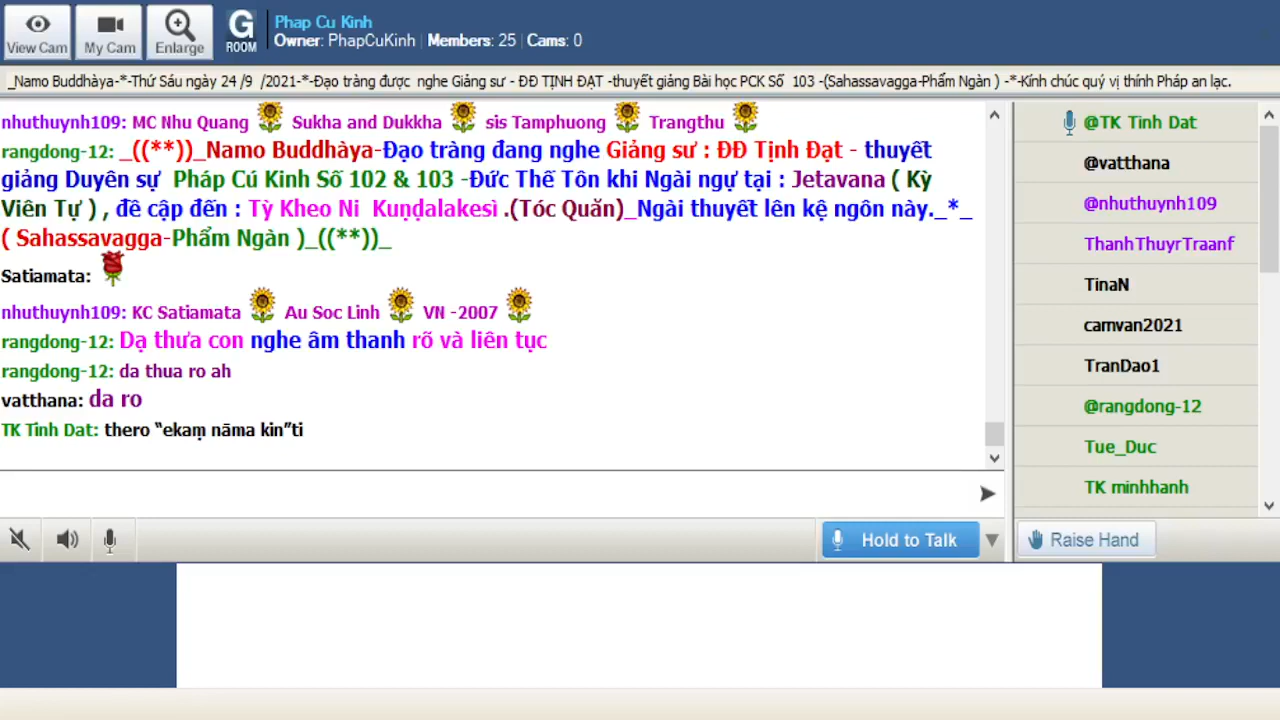 View Cam
My Cam
Enlarge
G
ROOM
Phap Cu Kinh
Owner: PhapCuKinh | Members: 25 | Cams: 0
_Namo Buddhàya-*-Thứ Sáu ngày 24 /9 /2021-*-Đạo tràng được nghe Giảng sư - ĐĐ TỊNH ĐẠT -thuyết giảng Bài học PCK Số 103 -(Sahassavagga-Phẩm Ngàn ) -*-Kính chúc quý vị thính Pháp an lạc.
nhuthuynh109: MC Nhu Quang Sukha and Dukkha sis Tamphuong Trangthu
rangdong-12: _((**))_Namo Buddhàya-Đạo tràng đang nghe Giảng sư : ĐĐ Tịnh Đạt - thuyết
giảng Duyên sự Pháp Cú Kinh Số 102 & 103 -Đức Thế Tôn khi Ngài ngự tại : Jetavana ( Kỳ
Viên Tự ) , đề cập đến : Tỳ Kheo Ni Kuṇḍalakesì .(Tóc Quăn)_Ngài thuyết lên kệ ngôn này._*_
( Sahassavagga-Phẩm Ngàn )_((**))_
Satiamata:
nhuthuynh109: KC Satiamata Au Soc Linh VN -2007
rangdong-12: Dạ thưa con nghe âm thanh rõ và liên tục
rangdong-12: da thua ro ah
vatthana: da ro
TK Tinh Dat: thero “ekaṃ nāma kin”ti
@TK Tinh Dat
@vatthana
@nhuthuynh109
ThanhThuyrTraanf
TinaN
camvan2021
TranDao1
@rangdong-12
Tue_Duc
TK minhhanh
Hold to Talk
Raise Hand